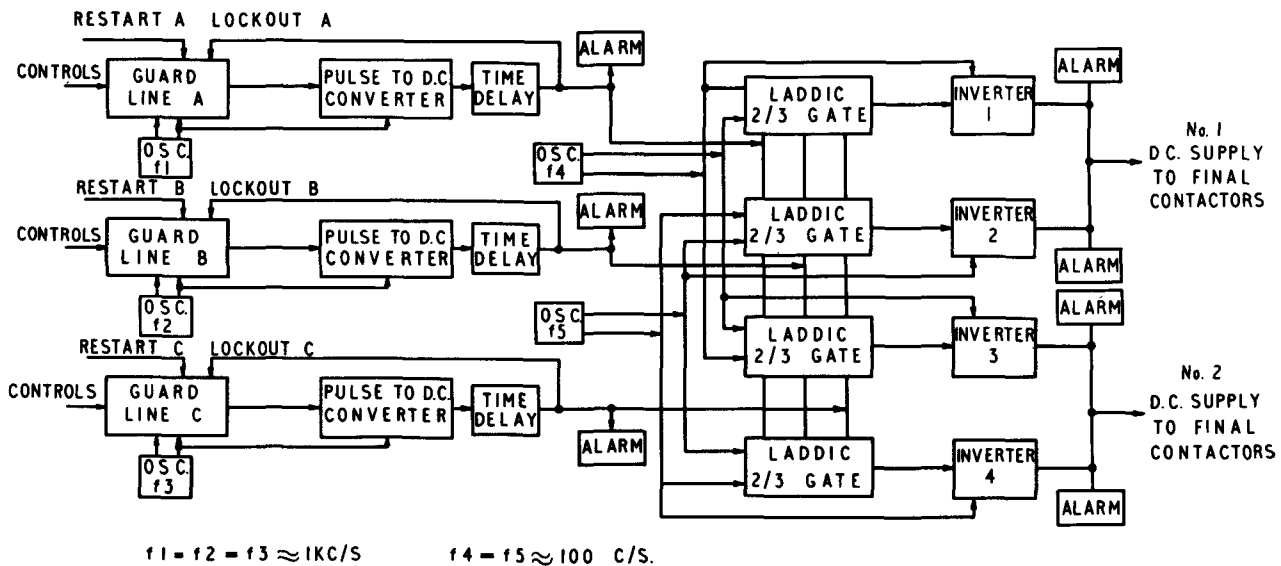 RESTART A LOCKOUT A
CONTROLS
GUARD
LINE A
PULSE TO D.C
CONVERTER
TIME
DELAY
ALARM
OSC.
f1
RESTART B LOCKOUT B
CONTROLS
GUARD
LINE B
PULSE TO D.C
CONVERTER
TIME
DELAY
ALARM
OSC.
f2
RESTART C LOCKOUT C
CONTROLS
GUARD
LINE C
PULSE TO D.C.
CONVERTER
TIME
DELAY
ALARM
OSC.
f3
OSC.
f4
OSC.
f5
LADDIC
2/3 GATE
INVERTER
1
ALARM
LADDIC
2/3 GATE
INVERTER
2
ALARM
No. 1
D.C. SUPPLY
TO FINAL
CONTACTORS
LADDIC
2/3 GATE
INVERTER
3
ALARM
LADDIC
2/3 GATE
INVERTER
4
ALARM
No. 2
D.C. SUPPLY
TO FINAL
CONTACTORS
f1 = f2 = f3 ≈ 1KC/S
f4 = f5 ≈ 100 C/S.